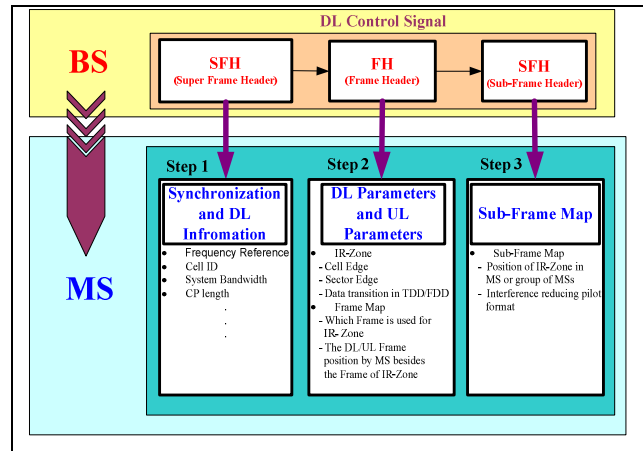 DL Control Signal
BS
SFH
(Super Frame Header)
FH
(Frame Header)
SFH
(Sub-Frame Header)
MS
Step 1
Synchronization
and DL
Infromation
● Frequency Reference
● Cell ID
● System Bandwidth
● CP length
.
.
.
Step 2
DL Parameters
and UL
Parameters
● IR-Zone
- Cell Edge
- Sector Edge
- Data transition in TDD/FDD
● Frame Map
- Which Frame is used for
IR- Zone
- The DL/UL Frame
position by MS besides
the Frame of IR-Zone
Step 3
Sub-Frame Map
● Sub-Frame Map
- Position of IR-Zone in
MS or group of MSs
- Interference reducing pilot
format